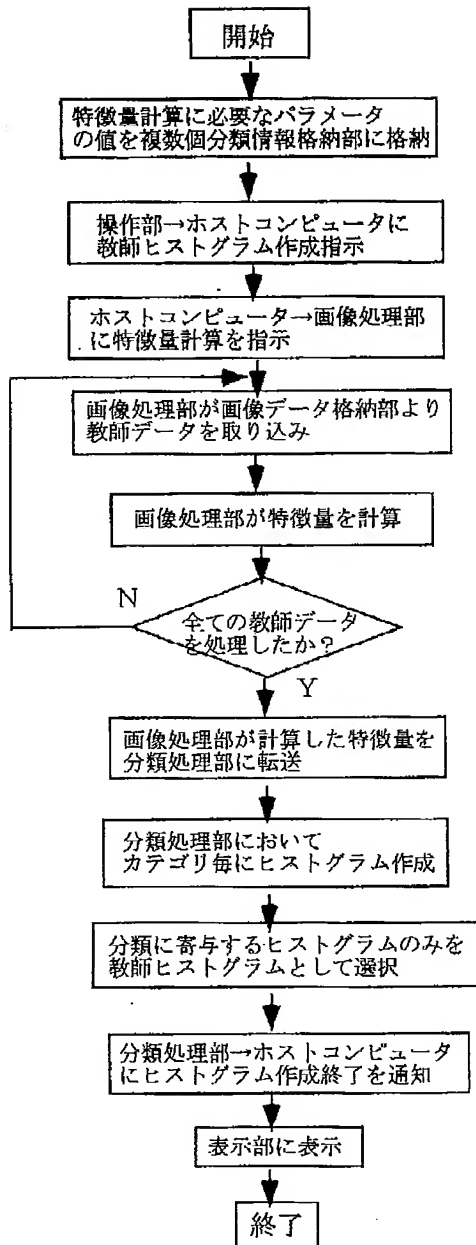 開始
特徴量計算に必要なパラメータ
の値を複数個分類情報格納部に格納
操作部→ホストコンピュータに
教師ヒストグラム作成指示
ホストコンピューター→画像処理部
に特徴量計算を指示
画像処理部が画像データ格納部より
教師データを取り込み
画像処理部が特徴量を計算
N
全ての教師データ
を処理したか?
Y
画像処理部が計算した特徴量を
分類処理部に転送
分類処理部において
カテゴリ毎にヒストグラム作成
分類に寄与するヒストグラムのみを
教師ヒストグラムとして選択
分類処理部→ホストコンピュータ
にヒストグラム作成終了を通知
表示部に表示
終了